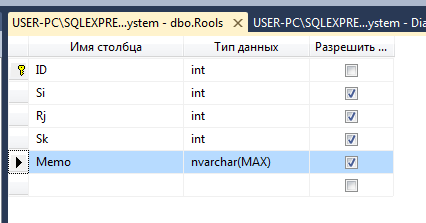 USER-PC\SQLEXPRE...ystem - dbo.Rools USER-PC\SQLEXPRE...ystem - Dia
Имя столбца Тип данных Разрешить ...
ID int
Si int
Rj int
Sk int
Memo nvarchar(MAX)